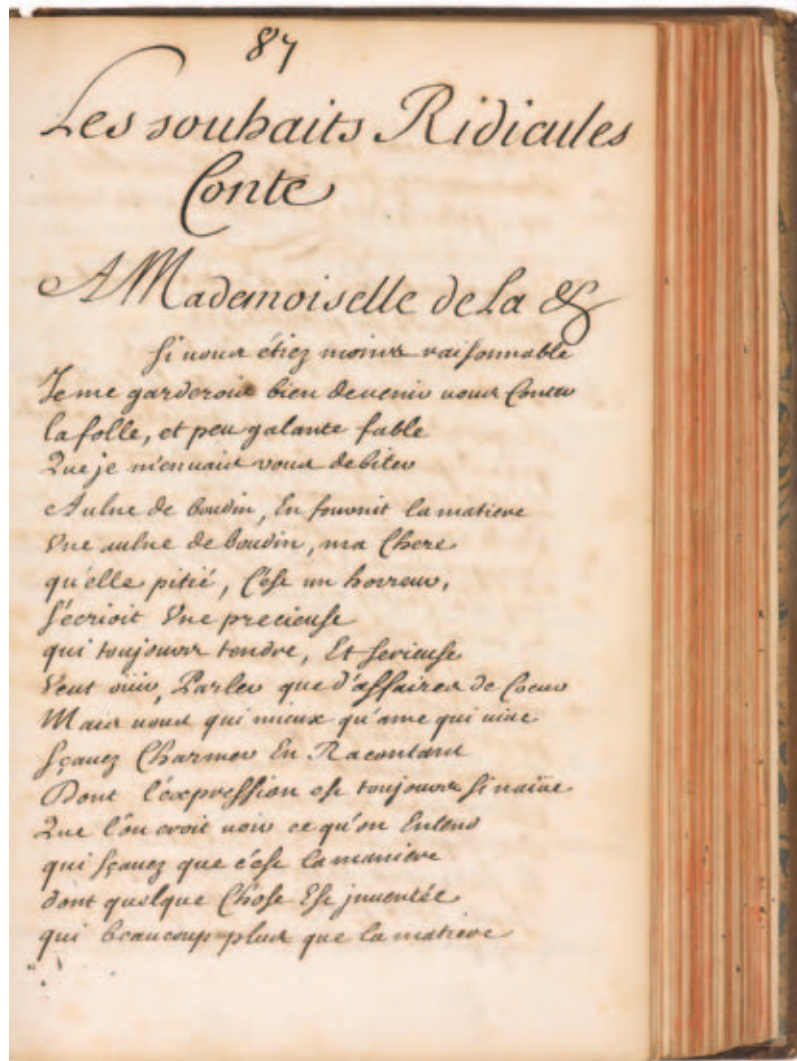 87
Les souhaits Ridicules
Conte
A Mademoiselle de La &
Si vous étiez moins raisonnable
Je me garderois bien de venir vous Conter
la folle, et peu galante fable
Que je m'en vais vous debiter
Aulne de boudin, En fournit la matiere
Une aulne de boudin, ma Chere
qu'elle pitié, C'est un horreur,
s'écrioit Une precieuse
qui toujours tendre, Et serieuse
Veut ouir Parler que d'affaires de Coeur
Mais vous qui mieux qu'ame qui vive
sçavez Charmer En Racontant
Dont l'expression est toujours si naive
Que l'on croit voir ce qu'on Entend
qui sçavez que c'est la maniere
dont quelque Chose Est inventée
qui beaucoup plus que la matiere